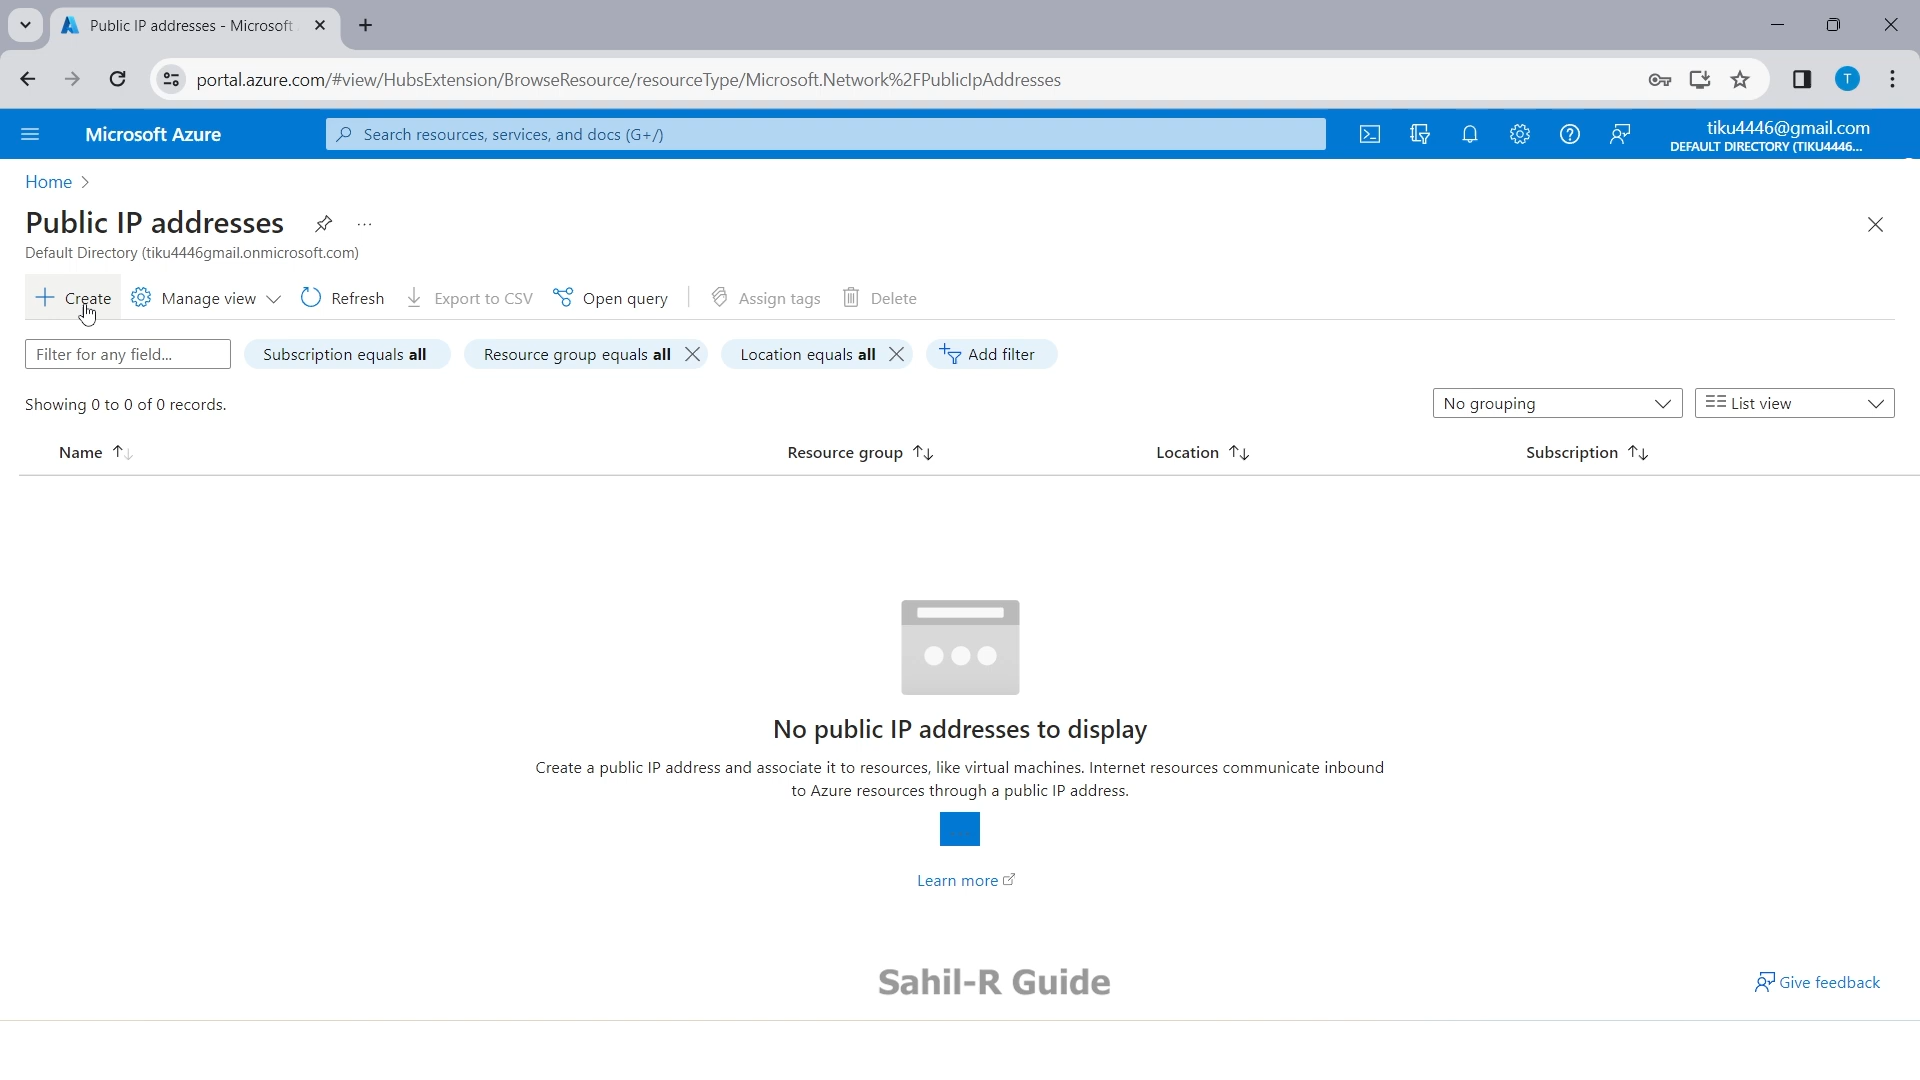 Public IP addresses - Microsoft
portal.azure.com/#view/HubsExtension/BrowseResource/resourceType/Microsoft.Network%2FPublicIpAddresses
T
Microsoft Azure
Search resources, services, and docs (G+/)
tiku4446@gmail.com
DEFAULT DIRECTORY (TIKU4446...
Home
Public IP addresses
...
Default Directory (tiku4446gmail.onmicrosoft.com)
Create
Manage view
Refresh
Export to CSV
Open query
Assign tags
Delete
Filter for any field...
Subscription equals all
Resource group equals all
Location equals all
Add filter
Showing 0 to 0 of 0 records.
No grouping
List view
Name
Resource group
Location
Subscription
No public IP addresses to display
Create a public IP address and associate it to resources, like virtual machines. Internet resources communicate inbound
to Azure resources through a public IP address.
Learn more
Sahil-R Guide
Give feedback